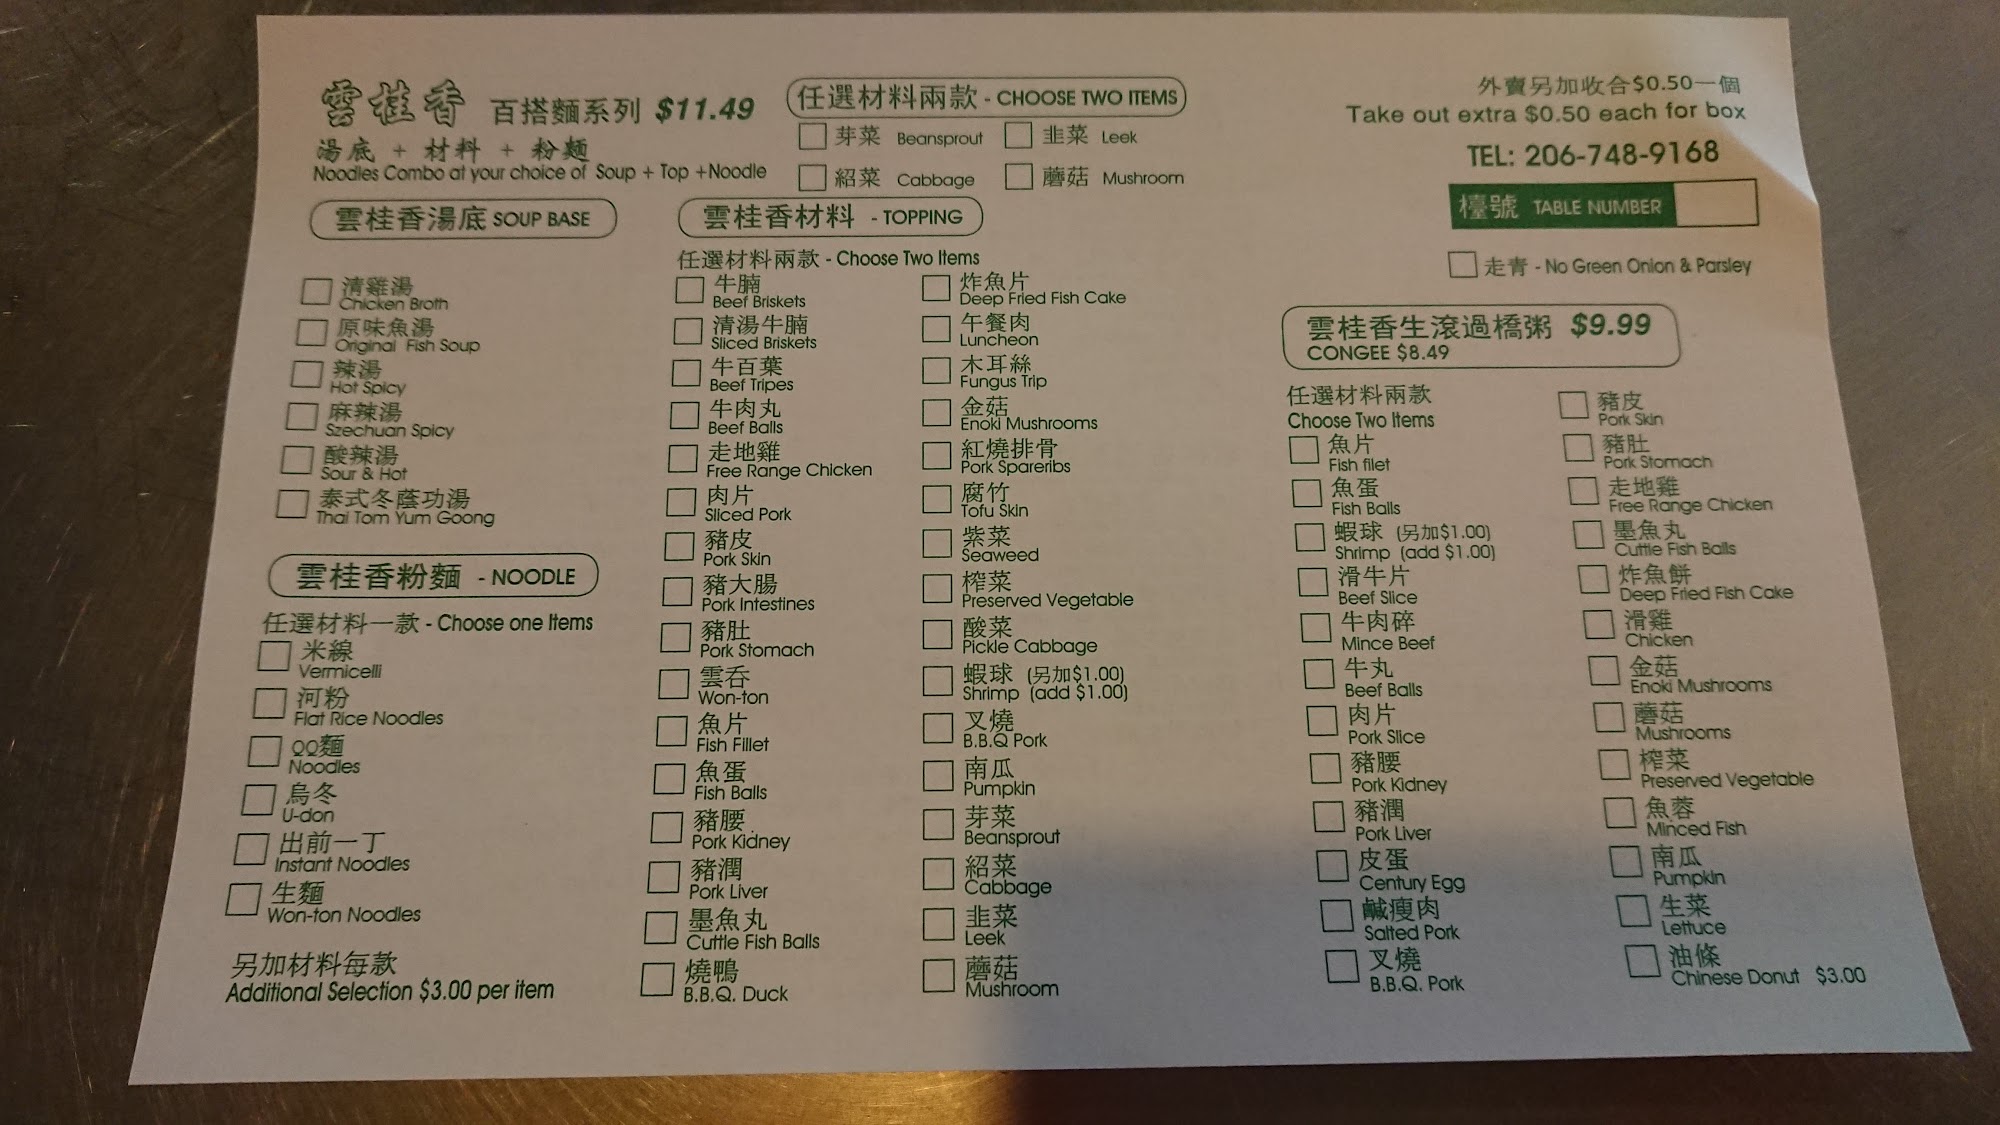 雲桂香 百搭麵系列 $11.49
湯底 + 材料 + 粉麵
Noodles Combo at your choice of Soup + Top +Noodle
任選材料兩款 - CHOOSE TWO ITEMS
芽菜 Beansprout
韭菜 Leek
紹菜 Cabbage
蘑菇 Mushroom
外賣另加收合$0.50一個
Take out extra $0.50 each for box
TEL: 206-748-9168
檯號 TABLE NUMBER
走青 - No Green Onion & Parsley
雲桂香湯底 SOUP BASE
清雞湯
Chicken Broth
原味魚湯
Original Fish Soup
辣湯
Hot Spicy
麻辣湯
Szechuan Spicy
酸辣湯
Sour & Hot
泰式冬蔭功湯
Thai Tom Yum Goong
雲桂香粉麵 - NOODLE
任選材料一款 - Choose one Items
米線
Vermicelli
河粉
Flat Rice Noodles
QQ麵
Noodles
烏冬
U-don
出前一丁
Instant Noodles
生麵
Won-ton Noodles
另加材料每款
Additional Selection $3.00 per item
雲桂香材料 - TOPPING
任選材料兩款 - Choose Two Items
牛腩
Beef Briskets
清湯牛腩
Sliced Briskets
牛百葉
Beef Tripes
牛肉丸
Beef Balls
走地雞
Free Range Chicken
肉片
Sliced Pork
豬皮
Pork Skin
豬大腸
Pork Intestines
豬肚
Pork Stomach
雲吞
Won-ton
魚片
Fish Fillet
魚蛋
Fish Balls
豬腰
Pork Kidney
豬潤
Pork Liver
墨魚丸
Cuttle Fish Balls
燒鴨
B.B.Q. Duck
炸魚片
Deep Fried Fish Cake
午餐肉
Luncheon
木耳絲
Fungus Trip
金菇
Enoki Mushrooms
紅燒排骨
Pork Spareribs
腐竹
Tofu Skin
紫菜
Seaweed
榨菜
Preserved Vegetable
酸菜
Pickle Cabbage
蝦球 (另加$1.00)
Shrimp (add $1.00)
叉燒
B.B.Q Pork
南瓜
Pumpkin
芽菜
Beansprout
紹菜
Cabbage
韭菜
Leek
蘑菇
Mushroom
雲桂香生滾過橋粥 $9.99
CONGEE $8.49
任選材料兩款
Choose Two Items
魚片
Fish filet
魚蛋
Fish Balls
蝦球 (另加$1.00)
Shrimp (add $1.00)
滑牛片
Beef Slice
牛肉碎
Mince Beef
牛丸
Beef Balls
肉片
Pork Slice
豬腰
Pork Kidney
豬潤
Pork Liver
皮蛋
Century Egg
鹹瘦肉
Salted Pork
叉燒
B.B.Q. Pork
豬皮
Pork Skin
豬肚
Pork Stomach
走地雞
Free Range Chicken
墨魚丸
Cuttle Fish Balls
炸魚餅
Deep Fried Fish Cake
滑雞
Chicken
金菇
Enoki Mushrooms
蘑菇
Mushrooms
榨菜
Preserved Vegetable
魚蓉
Minced Fish
南瓜
Pumpkin
生菜
Lettuce
油條
Chinese Donut $3.00